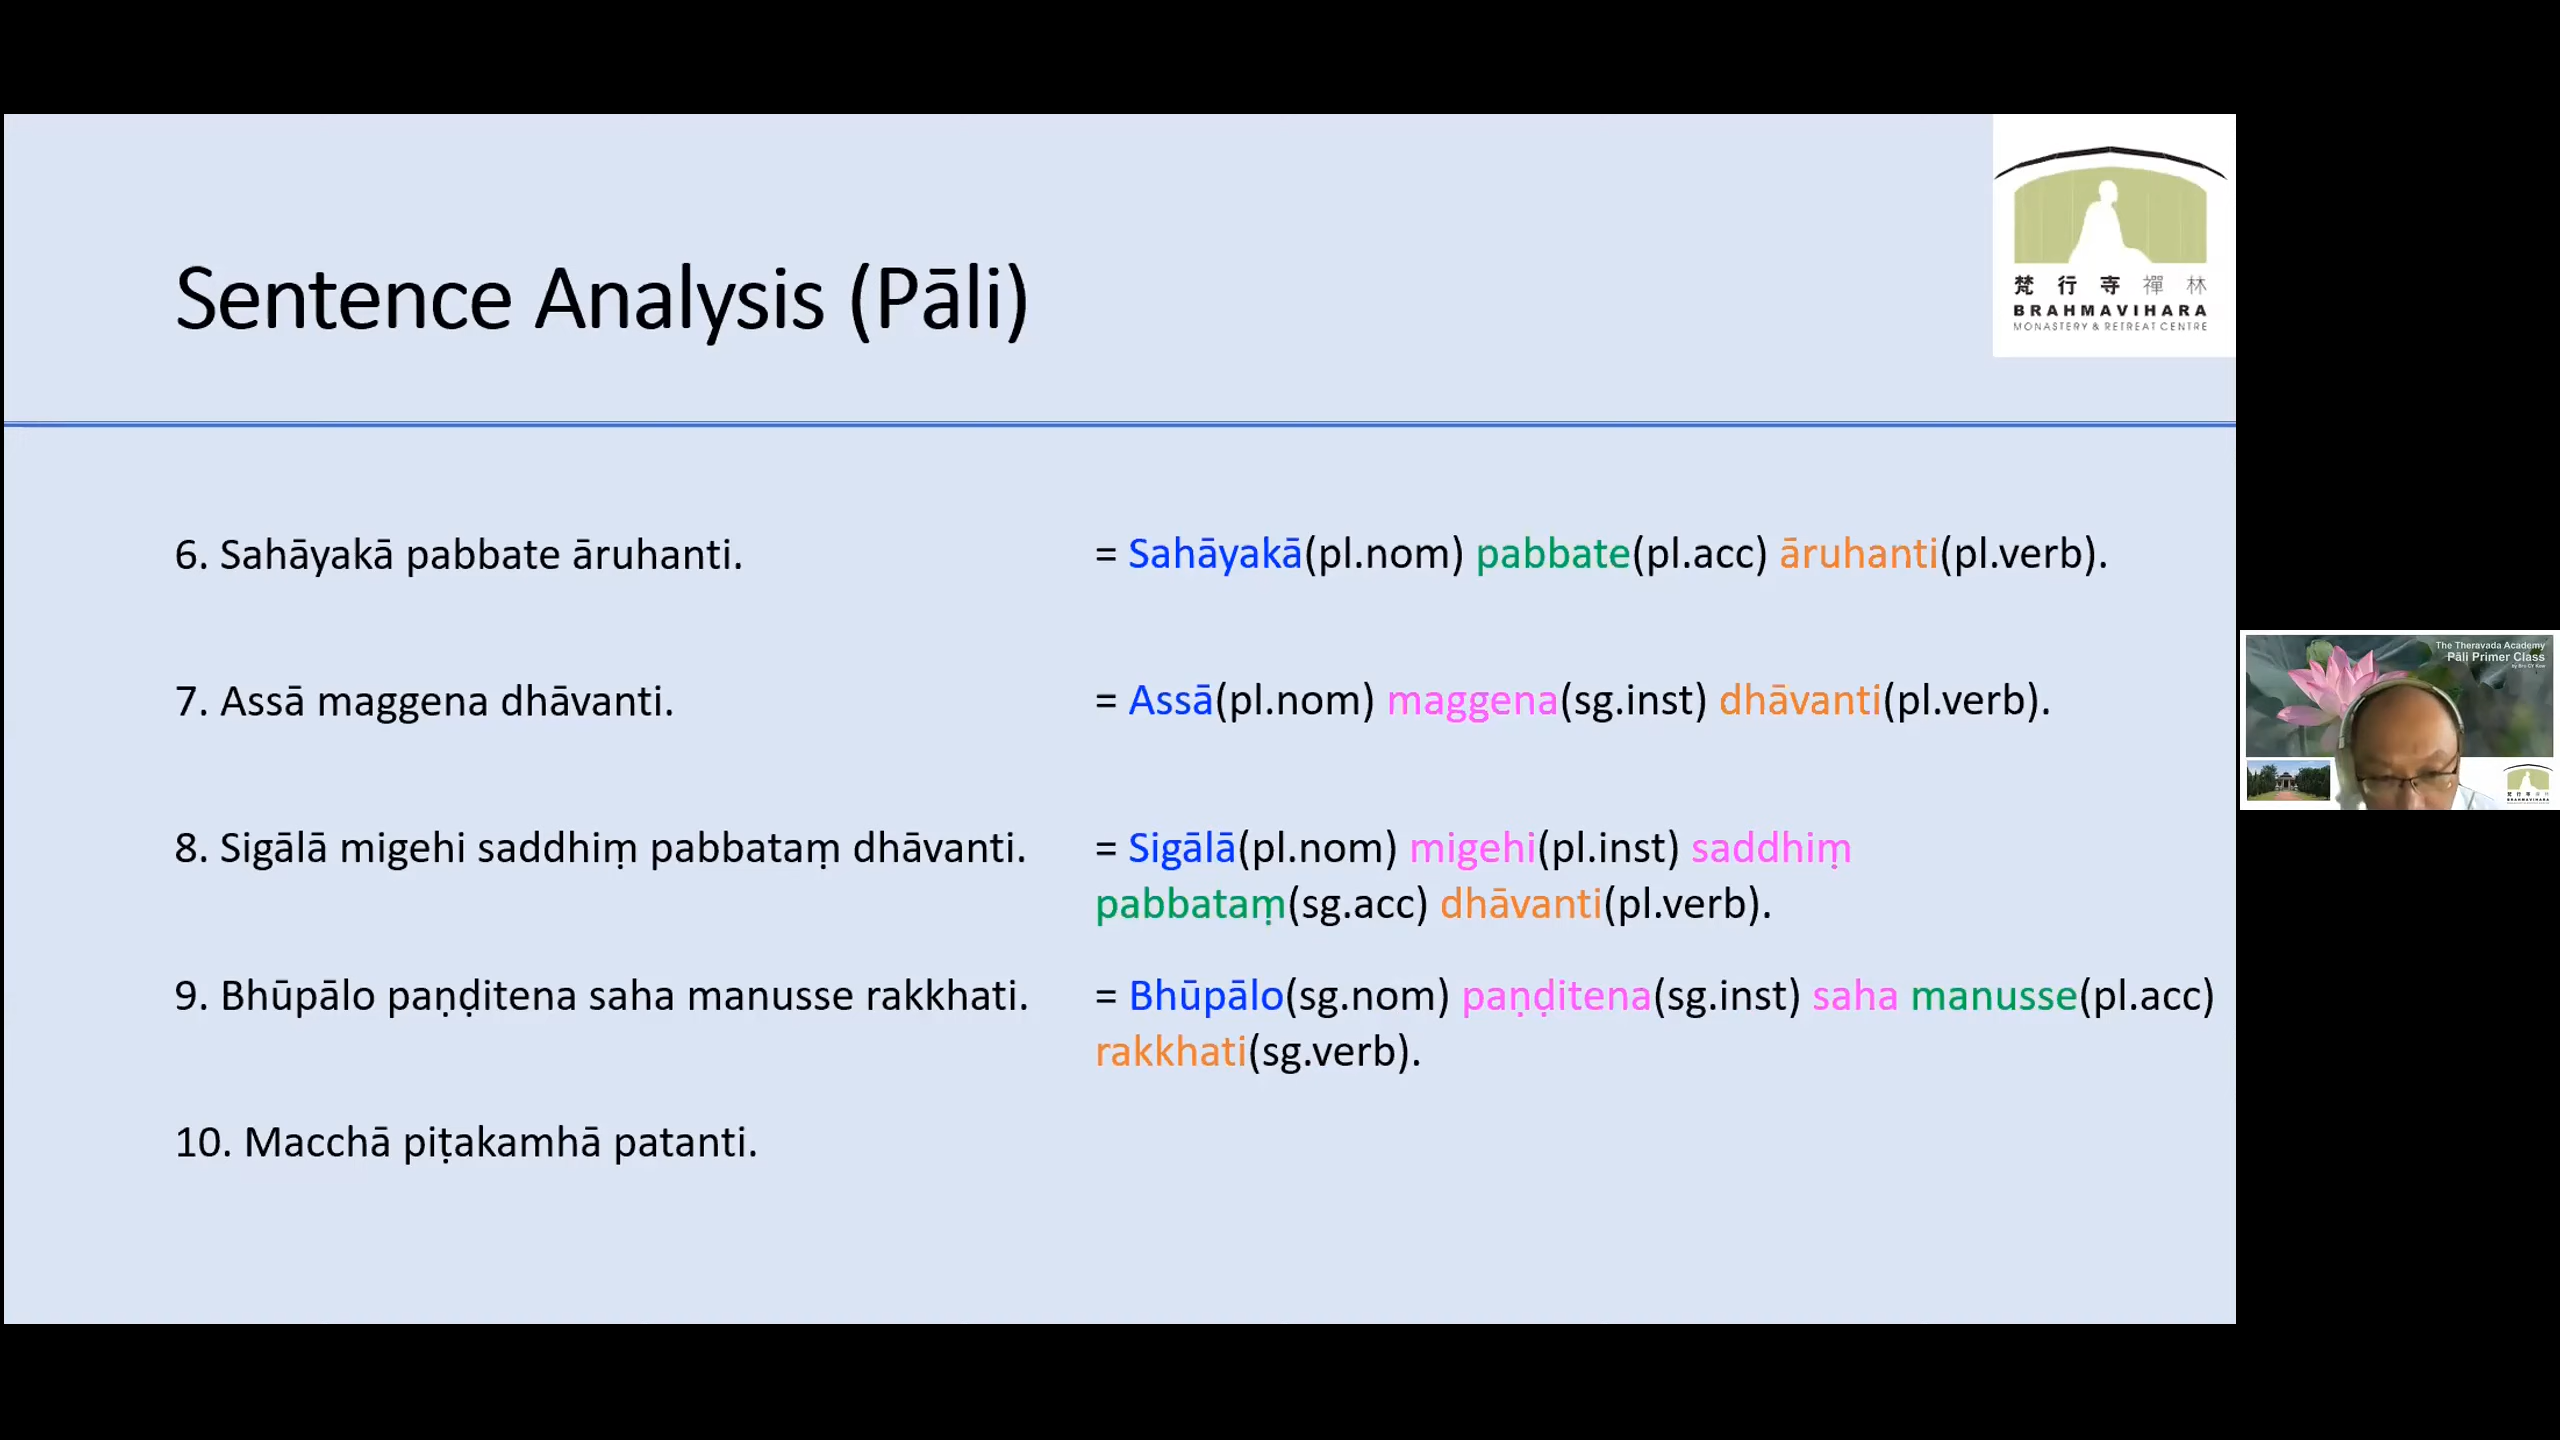 Sentence Analysis (Pāli)
梵行寺禪林
BRAHMAVIHARA
MONASTERY & RETREAT CENTRE
6. Sahāyakā pabbate āruhanti.
= Sahāyakā(pl.nom) pabbate(pl.acc) āruhanti(pl.verb).
7. Assā maggena dhāvanti.
= Assā(pl.nom) maggena(sg.inst) dhāvanti(pl.verb).
8. Sigālā migehi saddhiṃ pabbataṃ dhāvanti.
= Sigālā(pl.nom) migehi(pl.inst) saddhiṃ
pabbataṃ(sg.acc) dhāvanti(pl.verb).
9. Bhūpālo paṇḍitena saha manusse rakkhati.
= Bhūpālo(sg.nom) paṇḍitena(sg.inst) saha manusse(pl.acc)
rakkhati(sg.verb).
10. Macchā piṭakamhā patanti.
The Theravada Academy
Pāli Primer Class